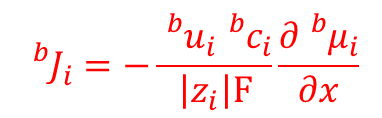 ᵇJᵢ = − (ᵇuᵢ ᵇcᵢ / |zᵢ|F) (∂ ᵇμᵢ / ∂x)